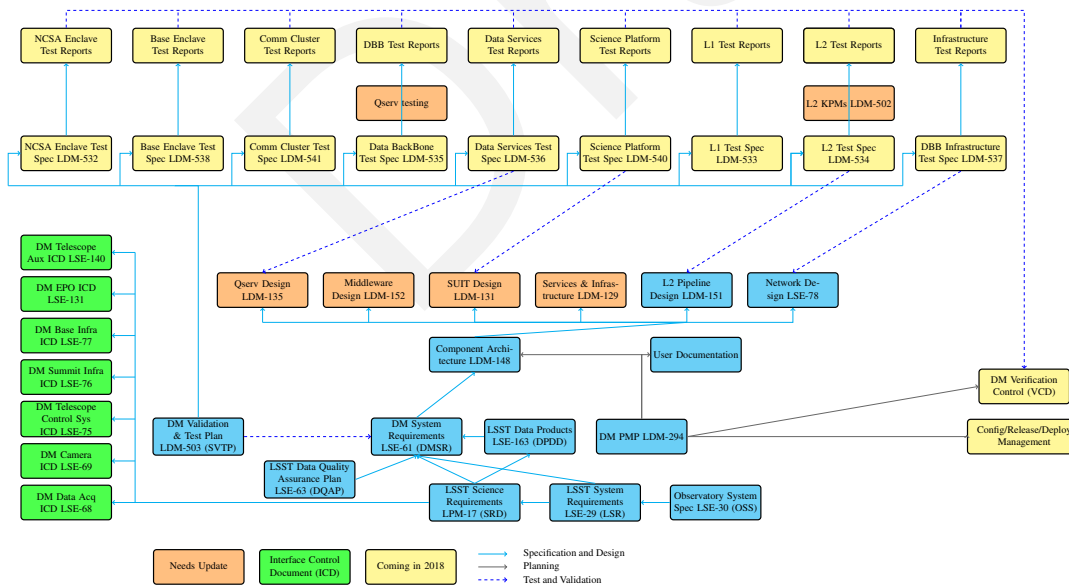 NCSA Enclave
Test Reports
Base Enclave
Test Reports
Comm Cluster
Test Reports
DBB Test Reports
Data Services
Test Reports
Science Platform
Test Reports
L1 Test Reports
L2 Test Reports
Infrastructure
Test Reports
Qserv testing
L2 KPMs LDM-502
NCSA Enclave Test
Spec LDM-532
Base Enclave Test
Spec LDM-538
Comm Cluster Test
Spec LDM-541
Data BackBone
Test Spec LDM-535
Data Services Test
Spec LDM-536
Science Platform
Test Spec LDM-540
L1 Test Spec
LDM-533
L2 Test Spec
LDM-534
DBB Infrastructure
Test Spec LDM-537
DM Telescope
Aux ICD LSE-140
DM EPO ICD
LSE-131
DM Base Infra
ICD LSE-77
DM Summit Infra
ICD LSE-76
DM Telescope
Control Sys
ICD LSE-75
DM Camera
ICD LSE-69
DM Data Acq
ICD LSE-68
Qserv Design
LDM-135
Middleware
Design LDM-152
SUIT Design
LDM-131
Services & Infras-
tructure LDM-129
L2 Pipeline
Design LDM-151
Network De-
sign LSE-78
Component Archi-
tecture LDM-148
User Documentation
DM Verification
Control (VCD)
DM Validation
& Test Plan
LDM-503 (SVTP)
DM System
Requirements
LSE-61 (DMSR)
LSST Data Products
LSE-163 (DPDD)
DM PMP LDM-294
Config/Release/Deploy
Management
LSST Data Quality
Assurance Plan
LSE-63 (DQAP)
LSST Science
Requirements
LPM-17 (SRD)
LSST System
Requirements
LSE-29 (LSR)
Observatory System
Spec LSE-30 (OSS)
Needs Update
Interface Control
Document (ICD)
Coming in 2018
Specification and Design
Planning
Test and Validation